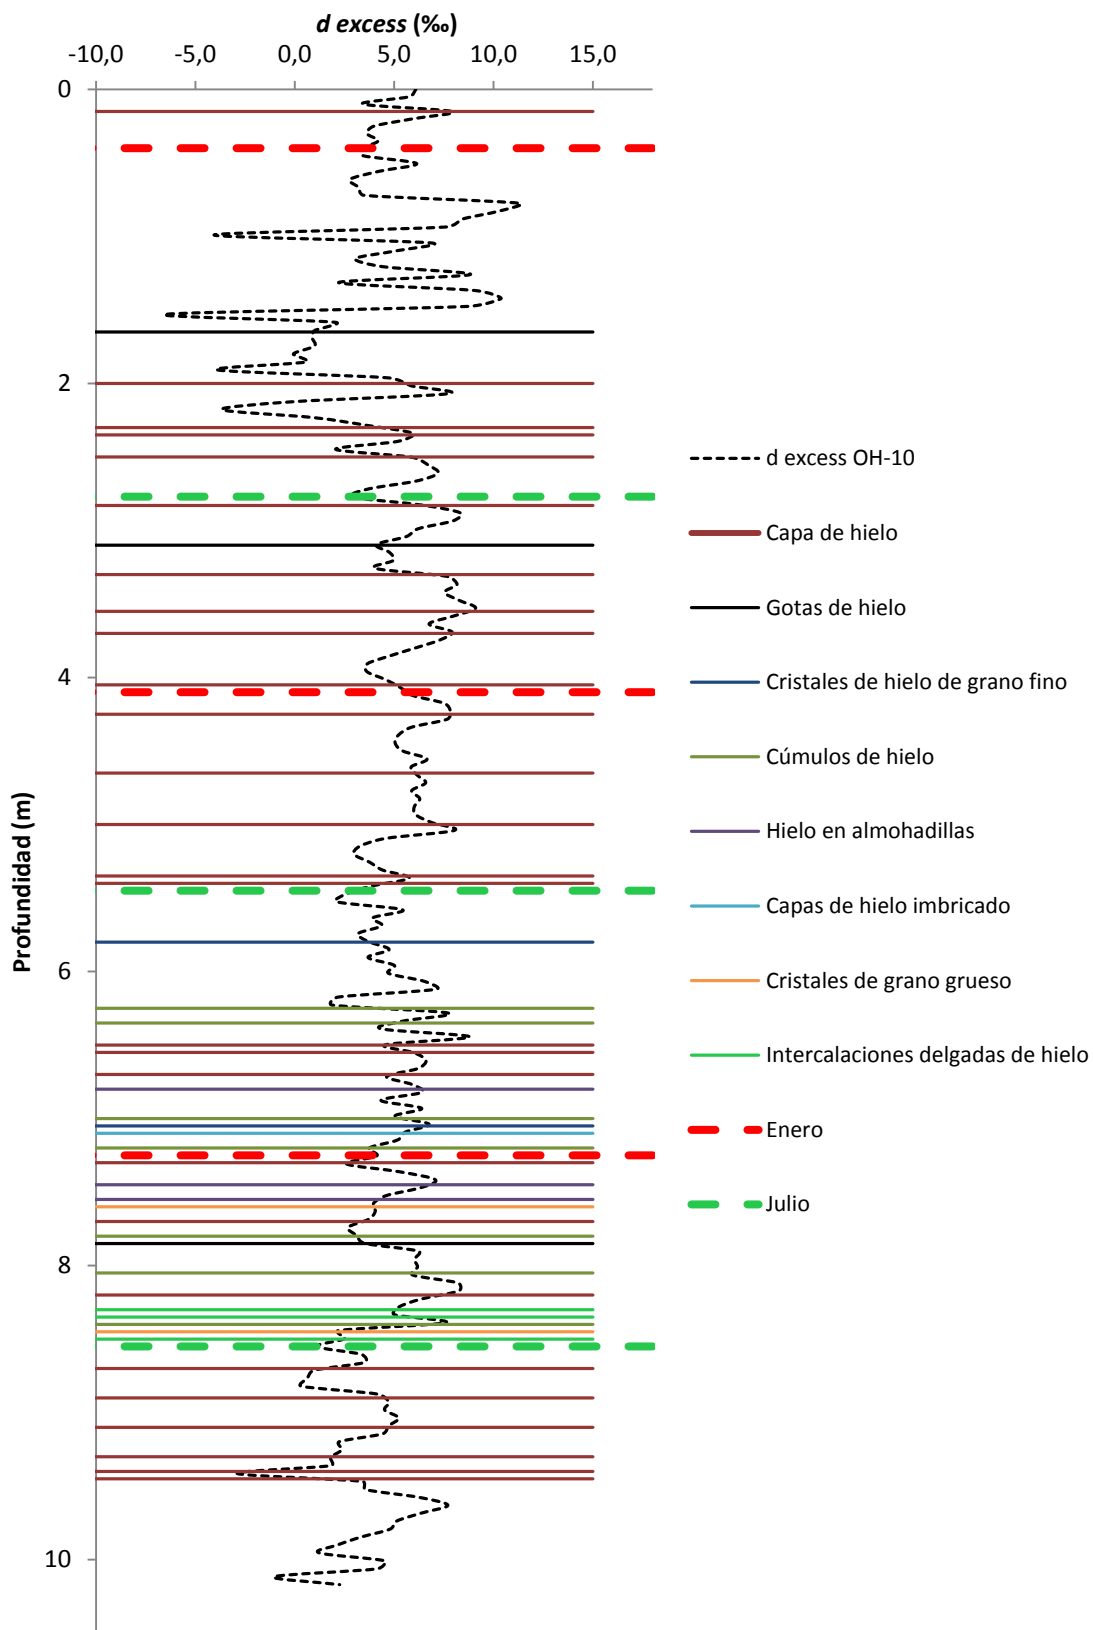 d excess (‰)
-10,0 -5,0 0,0 5,0 10,0 15,0
0
2
4
6
8
10
Profundidad (m)
d excess OH-10
Capa de hielo
Gotas de hielo
Cristales de hielo de grano fino
Cúmulos de hielo
Hielo en almohadillas
Capas de hielo imbricado
Cristales de grano grueso
Intercalaciones delgadas de hielo
Enero
Julio